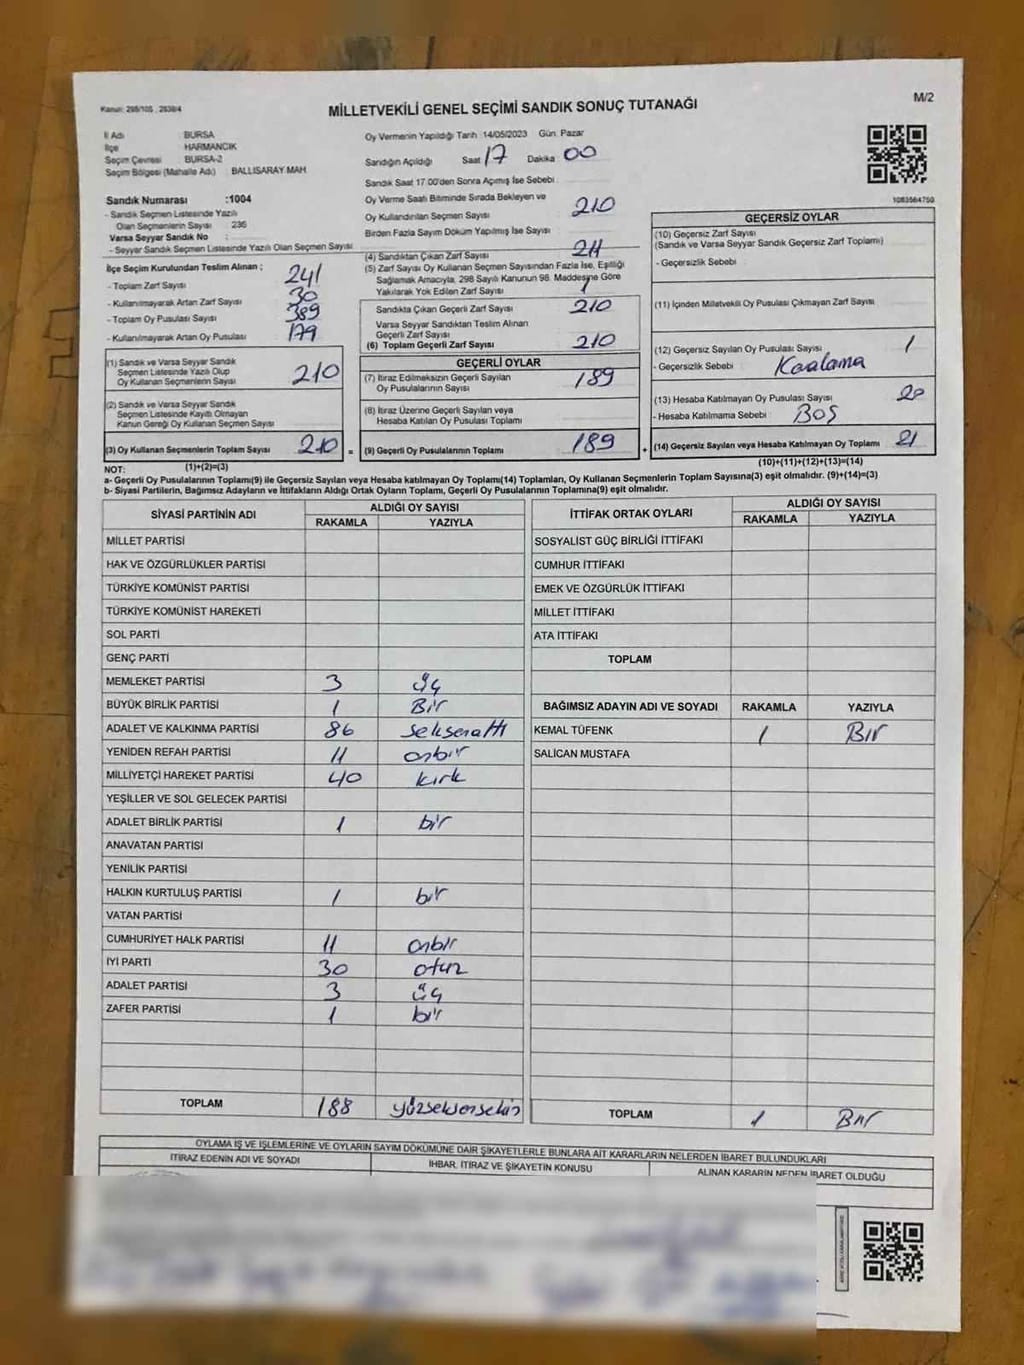 Kanun: 298/105 , 2839/4
MİLLETVEKİLİ GENEL SEÇİMİ SANDIK SONUÇ TUTANAĞI
M/2
İl Adı BURSA
İlçe HARMANCIK
Seçim Çevresi BURSA-2
Seçim Bölgesi (Mahalle Adı) BALLISARAY MAH
Sandık Numarası :1004
- Sandık Seçmen Listesinde Yazılı
Olan Seçmenlerin Sayısı : 236
Varsa Seyyar Sandık No :
- Seyyar Sandık Seçmen Listesinde Yazılı Olan Seçmen Sayısı
İlçe Seçim Kurulundan Teslim Alınan ;
- Toplam Zarf Sayısı 241
- Kullanılmayarak Artan Zarf Sayısı 30
- Toplam Oy Pusulası Sayısı 389
- Kullanılmayarak Artan Oy Pusulası 179
(1) Sandık ve Varsa Seyyar Sandık
Seçmen Listesinde Yazılı Olup
Oy Kullanan Seçmenlerin Sayısı 210
(2) Sandık ve Varsa Seyyar Sandık
Seçmen Listesinde Kayıtlı Olmayan
Kanun Gereği Oy Kullanan Seçmen Sayısı
(3) Oy Kullanan Seçmenlerin Toplam Sayısı 210 =
Oy Vermenin Yapıldığı Tarih 14/05/2023 Gün Pazar
Sandığın Açıldığı Saat 17 Dakika 00
Sandık Saat 17.00'den Sonra Açılmış İse Sebebi
Oy Verme Saati Bitiminde Sırada Bekleyen ve
Oy Kullandırılan Seçmen Sayısı 210
Birden Fazla Sayım Döküm Yapılmış İse Sayısı
(4) Sandıktan Çıkan Zarf Sayısı 211
(5) Zarf Sayısı Oy Kullanan Seçmen Sayısından Fazla İse, Eşitliği
Sağlamak Amacıyla, 298 Sayılı Kanunun 98. Maddesine Göre
Yakılarak Yok Edilen Zarf Sayısı 1
Sandıkta Çıkan Geçerli Zarf Sayısı 210
Varsa Seyyar Sandıktan Teslim Alınan
Geçerli Zarf Sayısı
(6) Toplam Geçerli Zarf Sayısı 210
GEÇERLİ OYLAR
(7) İtiraz Edilmeksizin Geçerli Sayılan
Oy Pusulalarının Sayısı 189
(8) İtiraz Üzerine Geçerli Sayılan veya
Hesaba Katılan Oy Pusulası Toplamı
(9) Geçerli Oy Pusulalarının Toplamı 189 +
1083564750
GEÇERSİZ OYLAR
(10) Geçersiz Zarf Sayısı
(Sandık ve Varsa Seyyar Sandık Geçersiz Zarf Toplamı)
- Geçersizlik Sebebi :
(11) İçinden Milletvekili Oy Pusulası Çıkmayan Zarf Sayısı
(12) Geçersiz Sayılan Oy Pusulası Sayısı 1
- Geçersizlik Sebebi : Kaalama
(13) Hesaba Katılmayan Oy Pusulası Sayısı 20
- Hesaba Katılmama Sebebi : BOŞ
(14) Geçersiz Sayılan veya Hesaba Katılmayan Oy Toplamı 21
NOT: (1)+(2)=(3)
(10)+(11)+(12)+(13)=(14)
a- Geçerli Oy Pusulalarının Toplamı(9) ile Geçersiz Sayılan veya Hesaba katılmayan Oy Toplamı(14) Toplamları, Oy Kullanan Seçmenlerin Toplam Sayısına(3) eşit olmalıdır. (9)+(14)=(3)
b- Siyasi Partilerin, Bağımsız Adayların ve İttifakların Aldığı Ortak Oyların Toplamı, Geçerli Oy Pusulalarının Toplamına(9) eşit olmalıdır.
SİYASİ PARTİNİN ADI ALDIĞI OY SAYISI
RAKAMLA YAZIYLA
MİLLET PARTİSİ
HAK VE ÖZGÜRLÜKLER PARTİSİ
TÜRKİYE KOMÜNİST PARTİSİ
TÜRKİYE KOMÜNİST HAREKETİ
SOL PARTİ
GENÇ PARTİ
MEMLEKET PARTİSİ 3 üç
BÜYÜK BİRLİK PARTİSİ 1 Bir
ADALET VE KALKINMA PARTİSİ 86 seksenaltı
YENİDEN REFAH PARTİSİ 11 onbir
MİLLİYETÇİ HAREKET PARTİSİ 40 kırk
YEŞİLLER VE SOL GELECEK PARTİSİ
ADALET BİRLİK PARTİSİ 1 bir
ANAVATAN PARTİSİ
YENİLİK PARTİSİ
HALKIN KURTULUŞ PARTİSİ 1 bir
VATAN PARTİSİ
CUMHURİYET HALK PARTİSİ 11 onbir
İYİ PARTİ 30 otuz
ADALET PARTİSİ 3 üç
ZAFER PARTİSİ 1 bir
TOPLAM 188 yüzseksensekiz
İTTİFAK ORTAK OYLARI ALDIĞI OY SAYISI
RAKAMLA YAZIYLA
SOSYALİST GÜÇ BİRLİĞİ İTTİFAKI
CUMHUR İTTİFAKI
EMEK VE ÖZGÜRLÜK İTTİFAKI
MİLLET İTTİFAKI
ATA İTTİFAKI
TOPLAM
BAĞIMSIZ ADAYIN ADI VE SOYADI RAKAMLA YAZIYLA
KEMAL TÜFENK 1 Bir
SALİCAN MUSTAFA
TOPLAM 1 Bir
OYLAMA İŞ VE İŞLEMLERİNE VE OYLARIN SAYIM DÖKÜMÜNE DAİR ŞİKAYETLERLE BUNLARA AİT KARARLARIN NELERDEN İBARET BULUNDUKLARI
İTİRAZ EDENİN ADI VE SOYADI İHBAR, İTİRAZ VE ŞİKAYETİN KONUSU ALINAN KARARIN NEDEN İBARET OLDUĞU